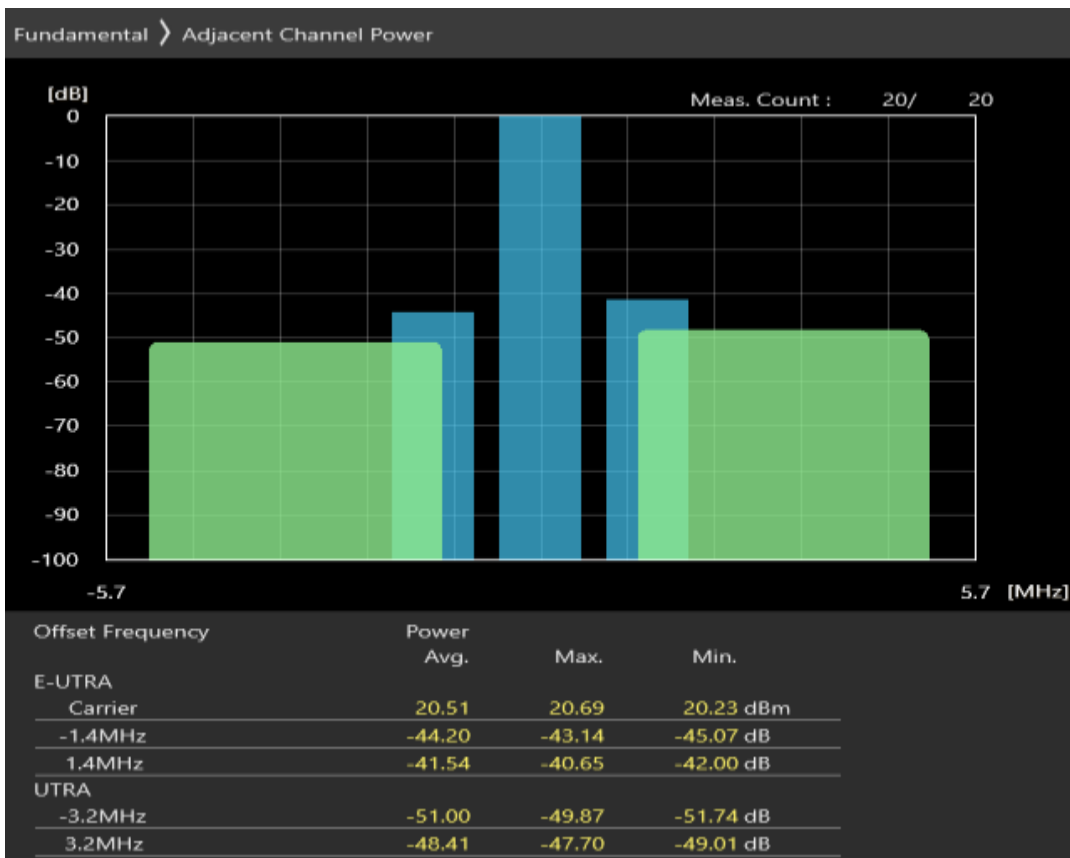 Fundamental 〉 Adjacent Channel Power
[dB]
Meas. Count : 20/ 20
0
-10
-20
-30
-40
-50
-60
-70
-80
-90
-100
-5.7 5.7 [MHz]
Offset Frequency Power
Avg. Max. Min.
E-UTRA
Carrier 20.51 20.69 20.23 dBm
-1.4MHz -44.20 -43.14 -45.07 dB
1.4MHz -41.54 -40.65 -42.00 dB
UTRA
-3.2MHz -51.00 -49.87 -51.74 dB
3.2MHz -48.41 -47.70 -49.01 dB